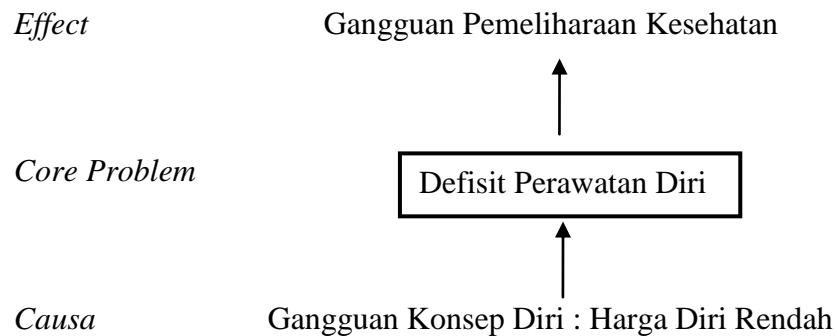 Effect Gangguan Pemeliharaan Kesehatan
Core Problem Defisit Perawatan Diri
Causa Gangguan Konsep Diri : Harga Diri Rendah